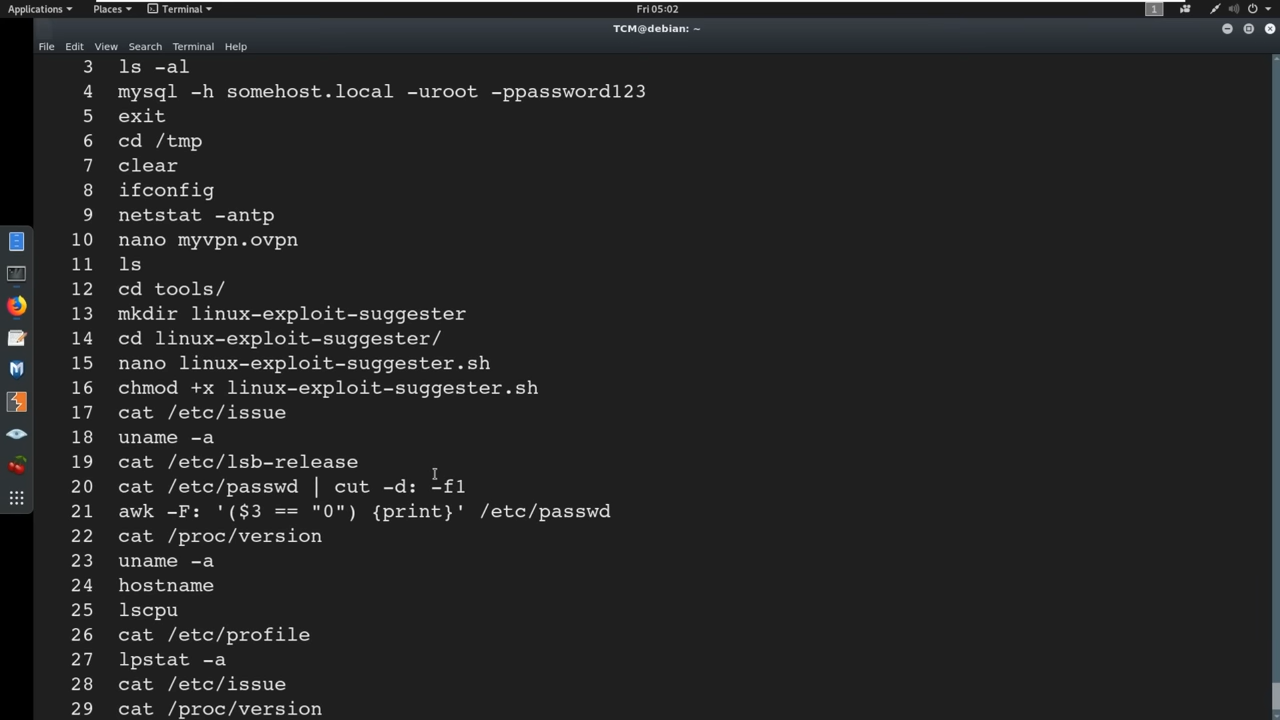 Applications Places Terminal Fri 05:02 1
TCM@debian: ~
File Edit View Search Terminal Help
3 ls -al
4 mysql -h somehost.local -uroot -ppassword123
5 exit
6 cd /tmp
7 clear
8 ifconfig
9 netstat -antp
10 nano myvpn.ovpn
11 ls
12 cd tools/
13 mkdir linux-exploit-suggester
14 cd linux-exploit-suggester/
15 nano linux-exploit-suggester.sh
16 chmod +x linux-exploit-suggester.sh
17 cat /etc/issue
18 uname -a
19 cat /etc/lsb-release
20 cat /etc/passwd | cut -d: -f1
21 awk -F: '($3 == "0") {print}' /etc/passwd
22 cat /proc/version
23 uname -a
24 hostname
25 lscpu
26 cat /etc/profile
27 lpstat -a
28 cat /etc/issue
29 cat /proc/version